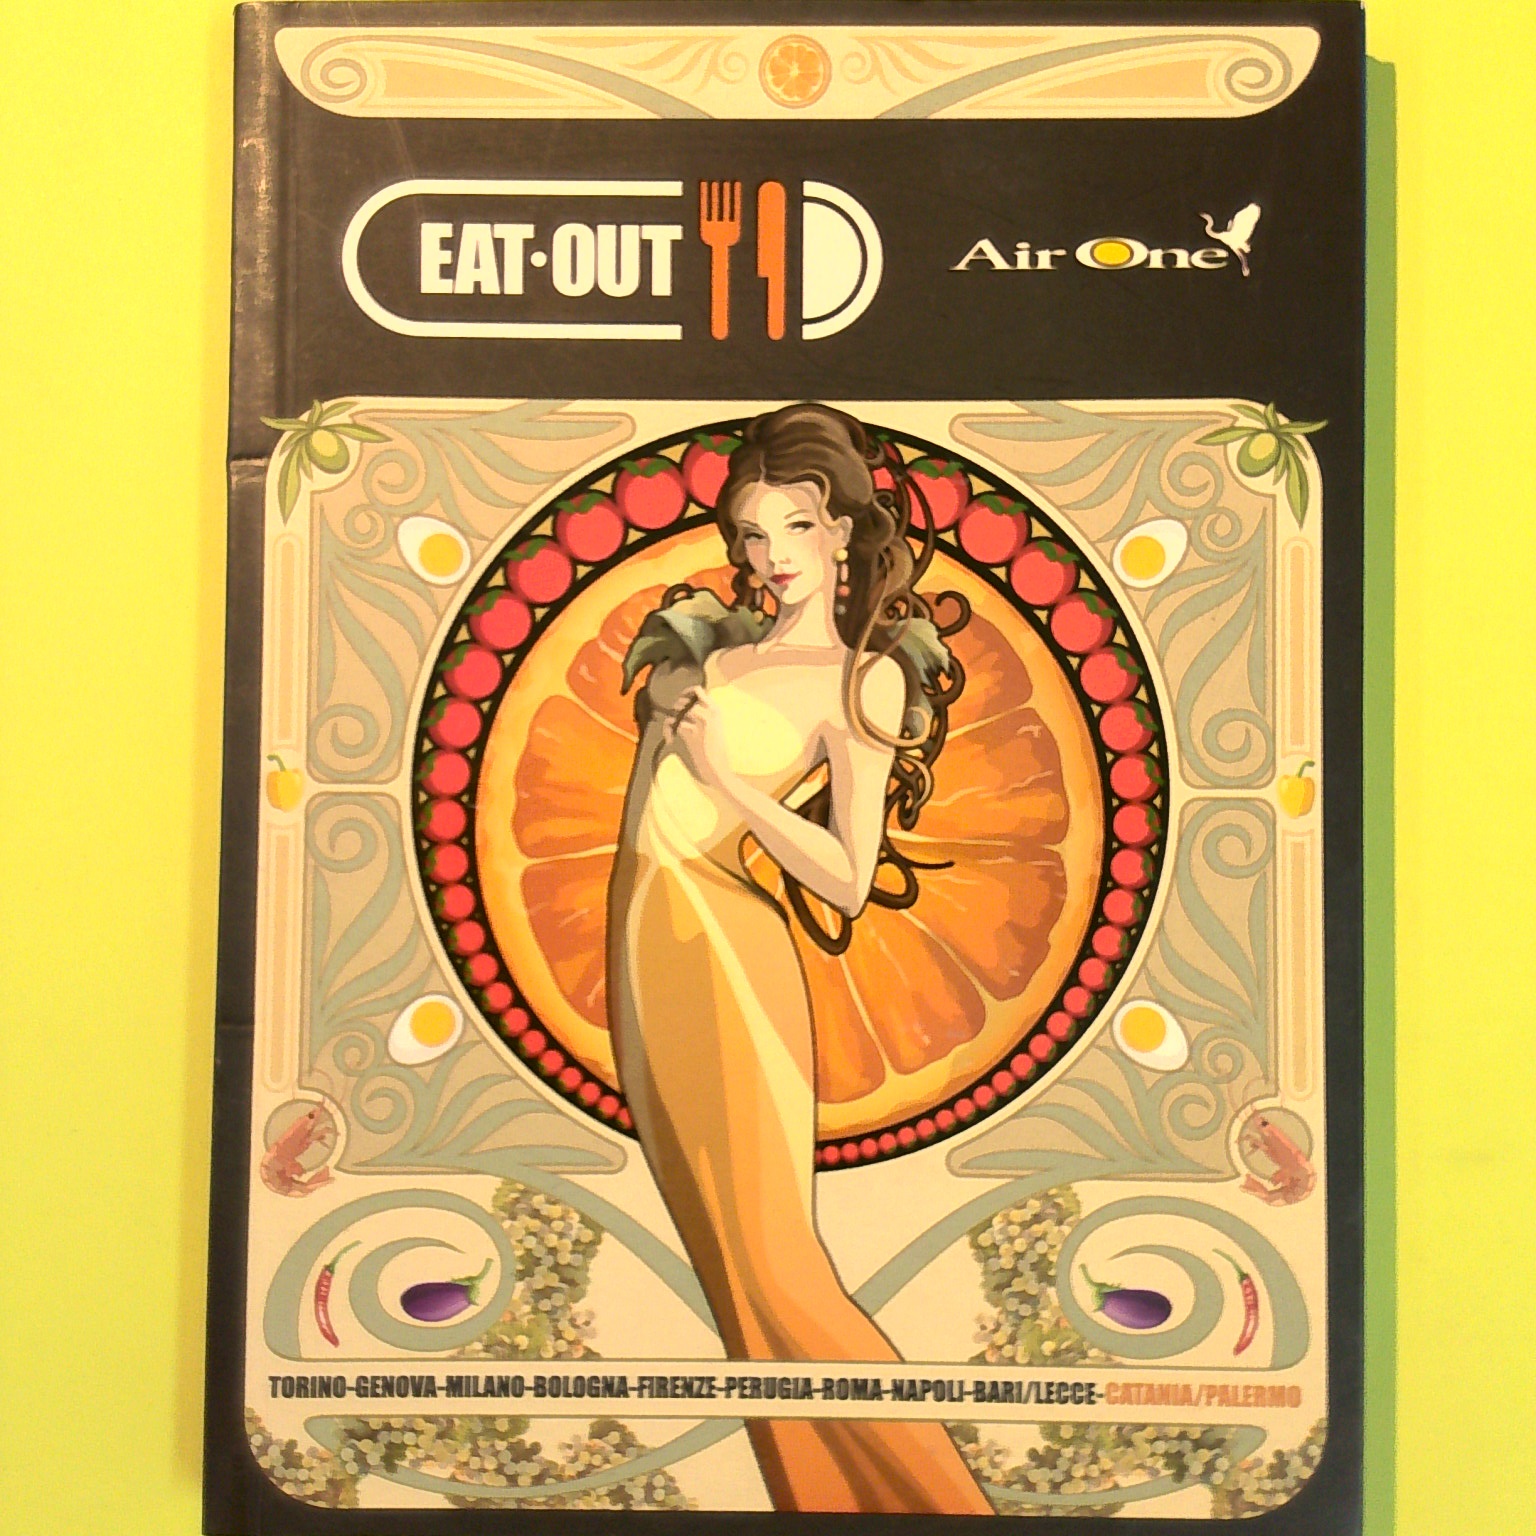 EAT·OUT
Air One
TORINO-GENOVA-MILANO-BOLOGNA-FIRENZE-PERUGIA-ROMA-NAPOLI-BARI/LECCE-CATANIA/PALERMO